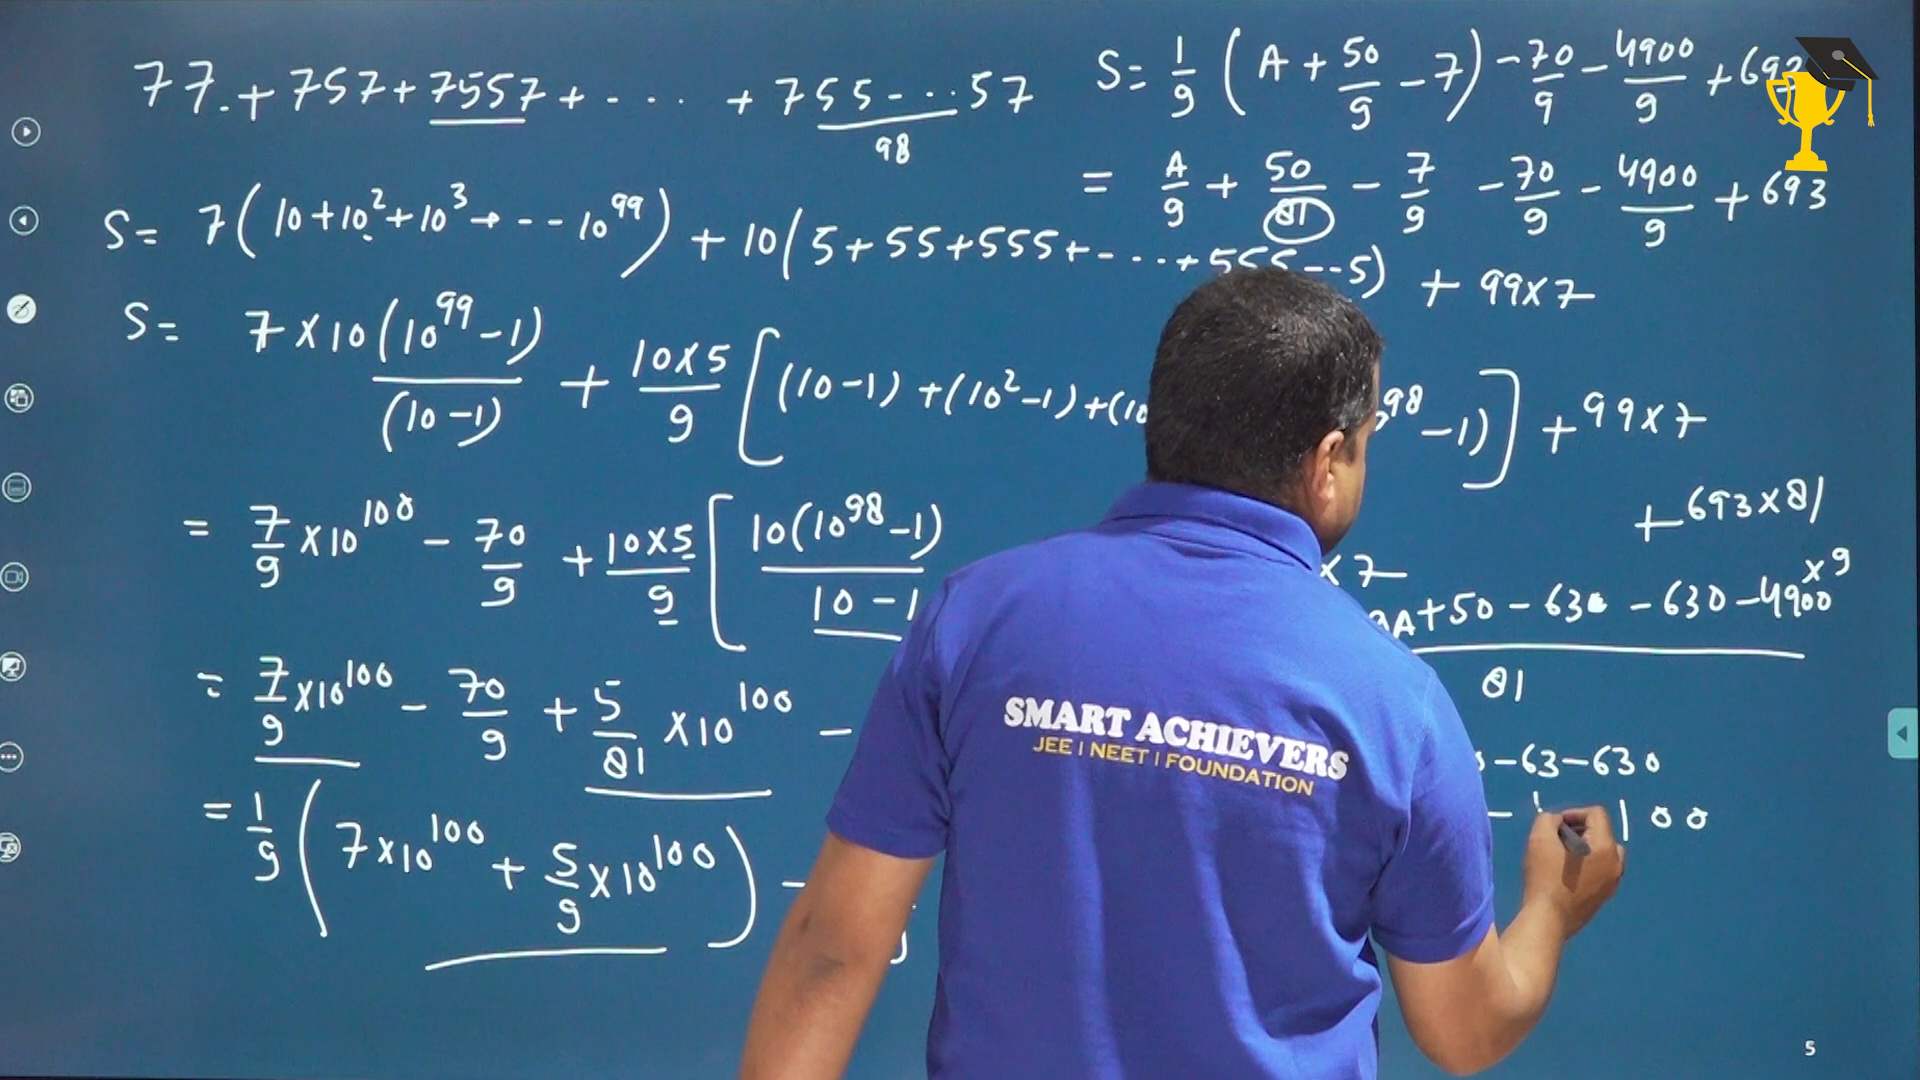 77 + 757 + 7557 + - - - - + 755 - ... 57
98
S = 7(10 + 10² + 10³ + - - - 10⁹⁹) + 10(5 + 55 + 555 + - - - + 555 - - 5) + 99×7
S = 7×10(10⁹⁹ - 1)/(10 - 1) + 10×5/9 [(10 - 1) + (10² - 1) + (10 98 - 1)] + 99×7
= 7/9 ×10¹⁰⁰ - 70/9 + 10×5/9 [10(10⁹⁸ - 1)/10 - 1 ×7
= 7/9 ×10¹⁰⁰ - 70/9 + 5/81 ×10¹⁰⁰ -
= 1/9 (7×10¹⁰⁰ + 5/9 ×10¹⁰⁰) -
S = 1/9 (A + 50/9 - 7) - 70/9 - 4900/9 + 693
= A/9 + 50/81 - 7/9 - 70/9 - 4900/9 + 693
+ 693×81
A + 50 - 630 - 630 - 4900 ×9
81
- 63 - 630
- 100
SMART ACHIEVERS
JEE | NEET | FOUNDATION
5